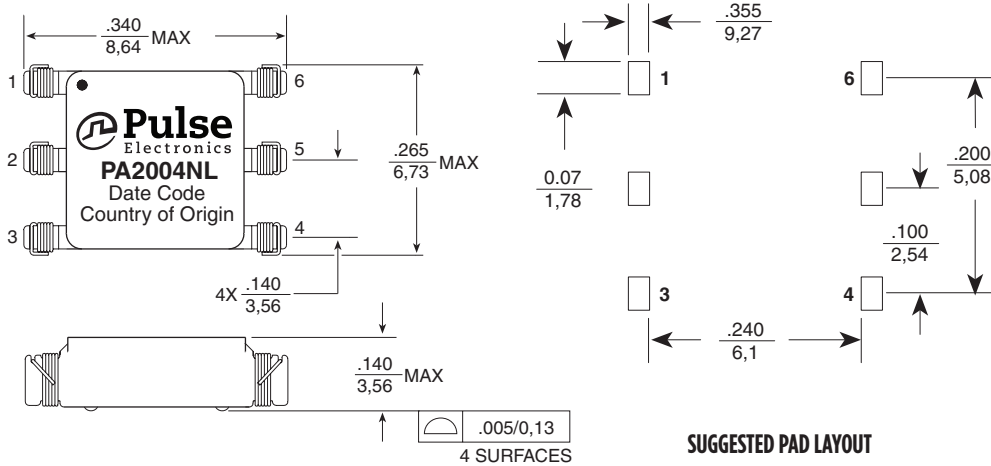 .340
8,64
MAX
1
6
Pulse
Electronics
PA2004NL
Date Code
Country of Origin
2
5
3
4
.265
6,73
MAX
4X
.140
3,56
.140
3,56
MAX
.005/0,13
4 SURFACES
.355
9,27
1
6
0.07
1,78
.200
5,08
.100
2,54
3
4
.240
6,1
SUGGESTED PAD LAYOUT